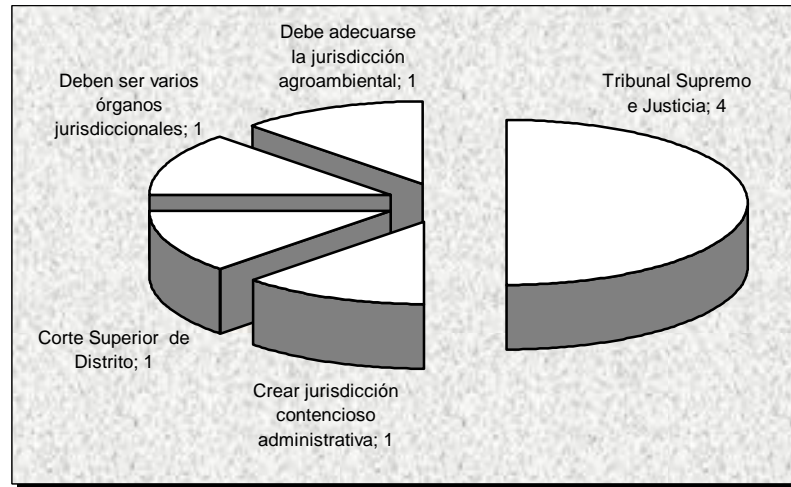 Debe adecuarse
la jurisdicción
agroambiental; 1
Deben ser varios
órganos
jurisdiccionales; 1
Tribunal Supremo
e Justicia; 4
Corte Superior de
Distrito; 1
Crear jurisdicción
contencioso
administrativa; 1